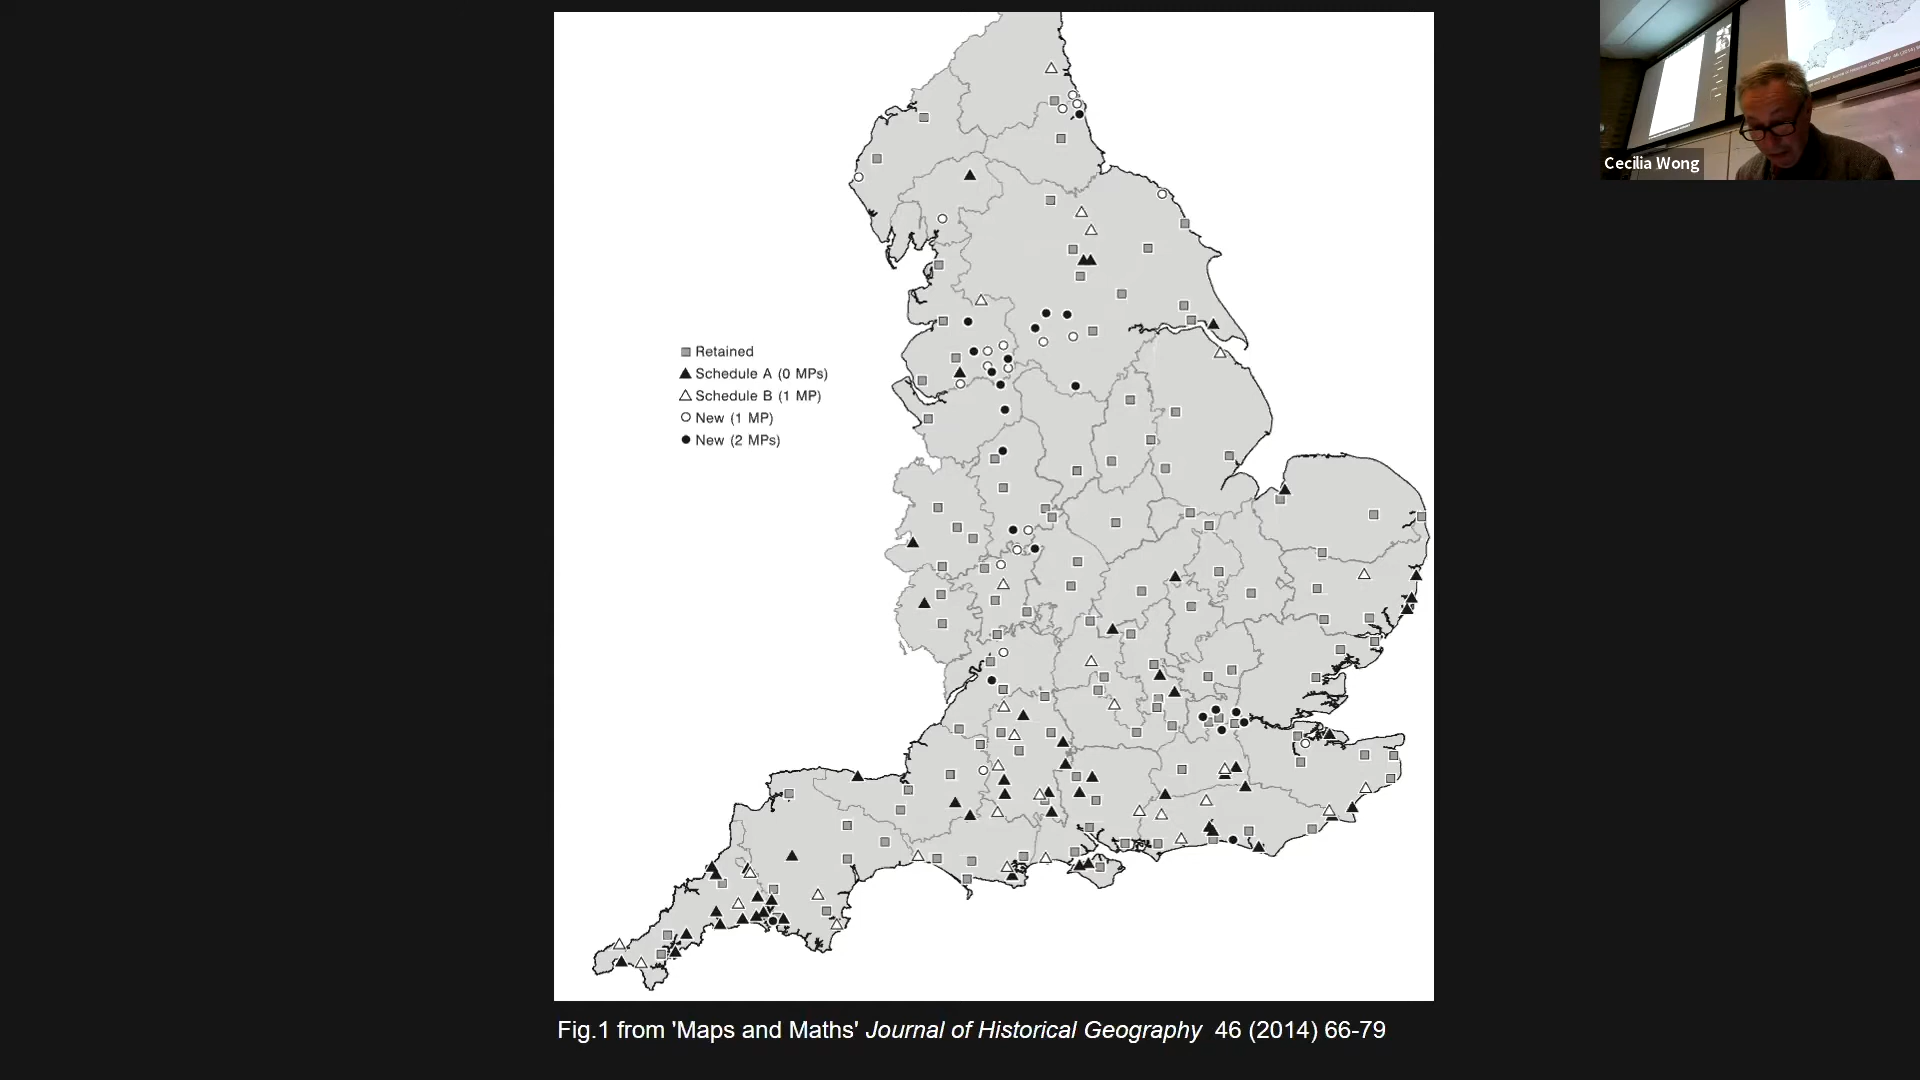 Retained
Schedule A (0 MPs)
Schedule B (1 MP)
New (1 MP)
New (2 MPs)
Fig.1 from 'Maps and Maths' Journal of Historical Geography 46 (2014) 66-79
Cecilia Wong